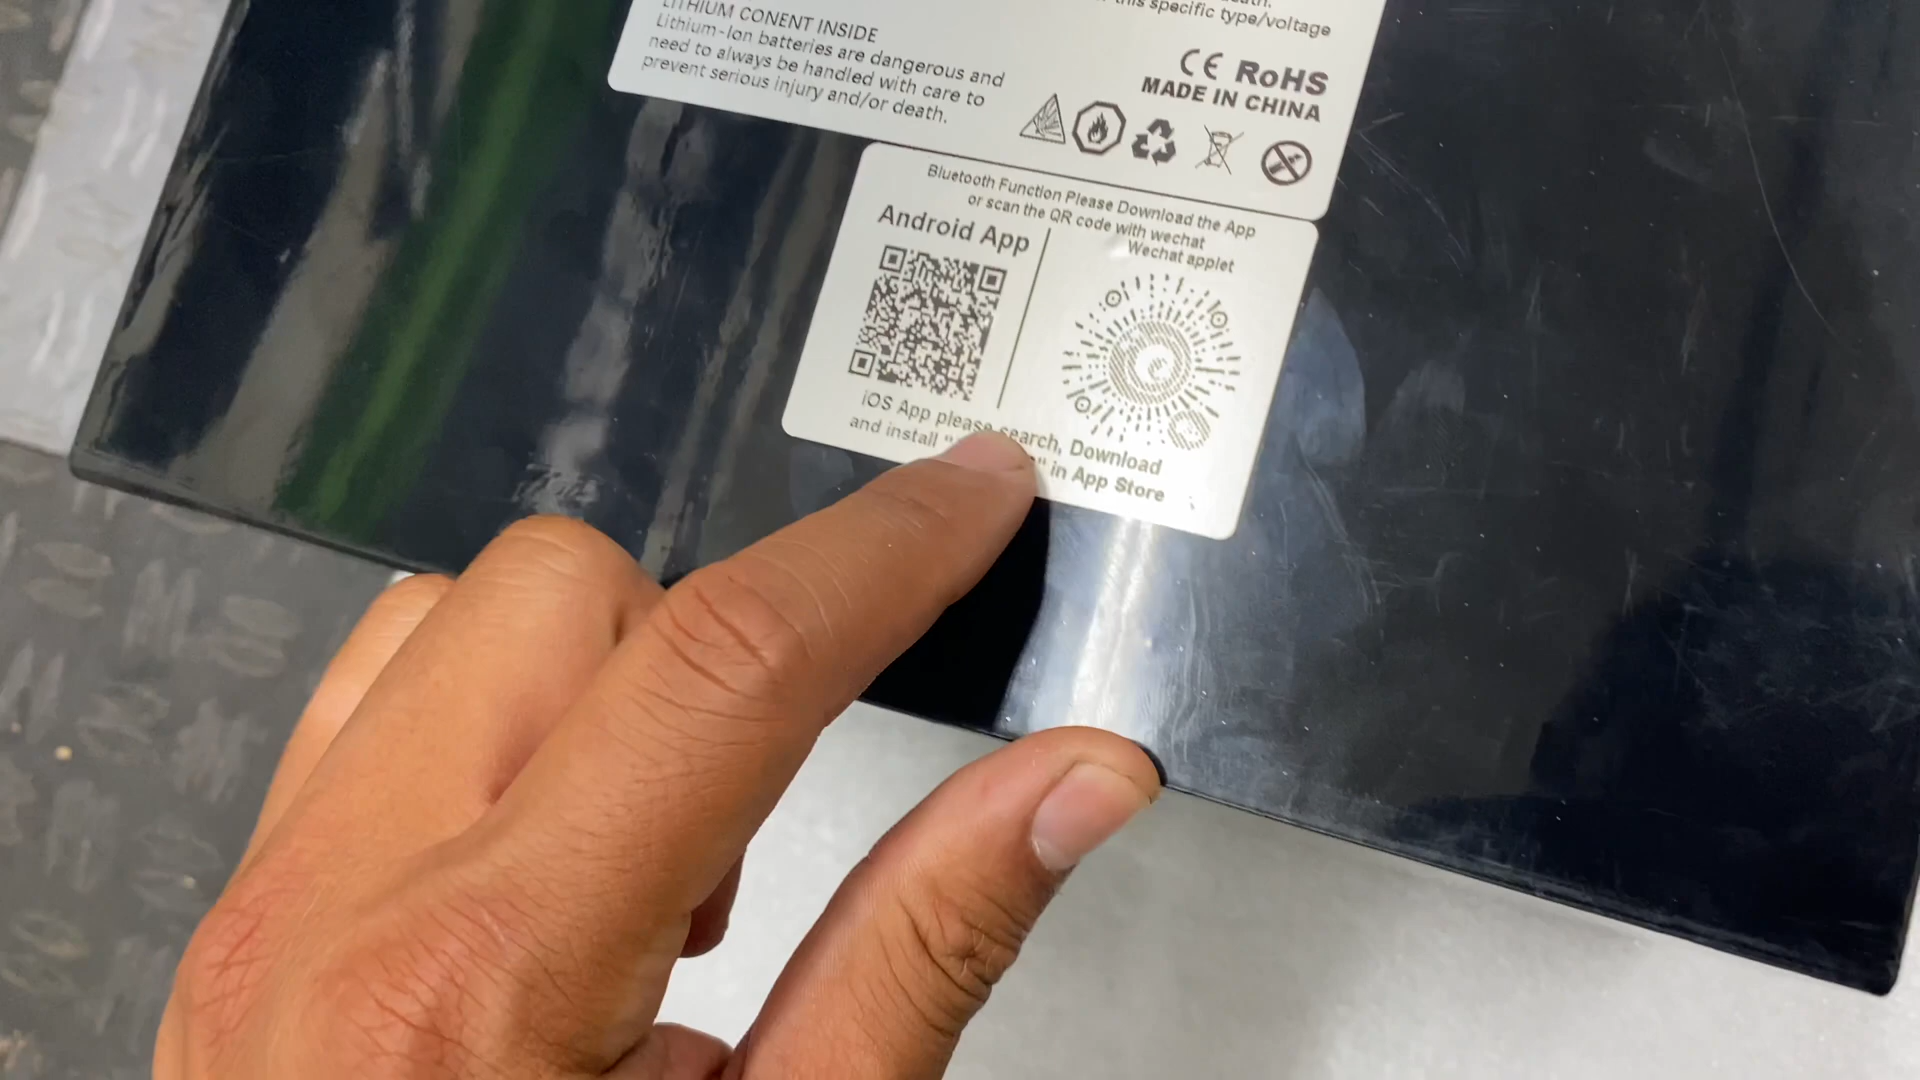 this specific type/voltage
LITHIUM CONENT INSIDE
Lithium-Ion batteries are dangerous and
need to always be handled with care to
prevent serious injury and/or death.
CE RoHS
MADE IN CHINA
Bluetooth Function Please Download the App
or scan the QR code with wechat
Android App
Wechat applet
iOS App please search, Download
and install " " in App Store